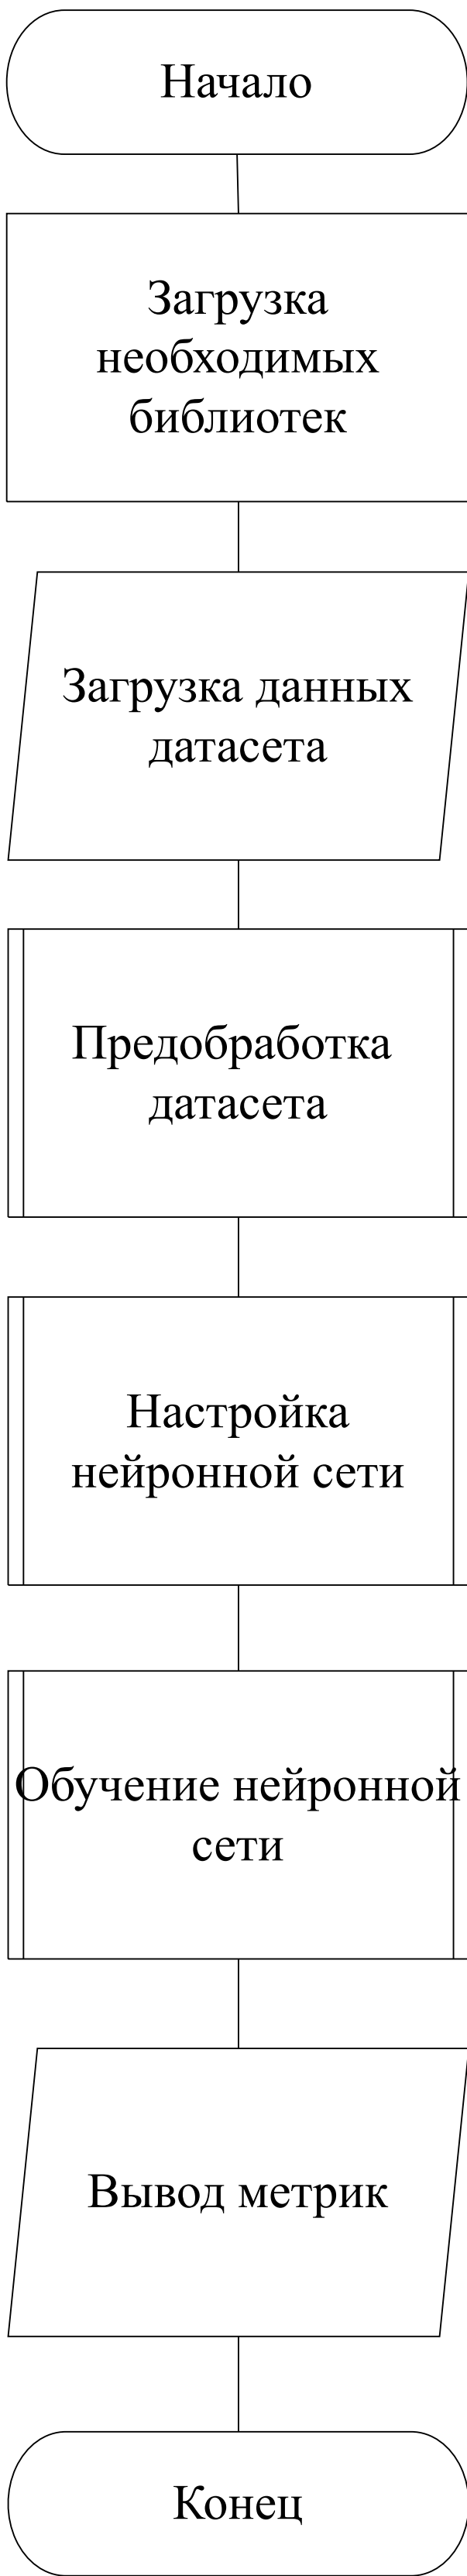 Начало
Загрузка
необходимых
библиотек
Загрузка данных
датасета
Предобработка
датасета
Настройка
нейронной сети
Обучение нейронной
сети
Вывод метрик
Конец